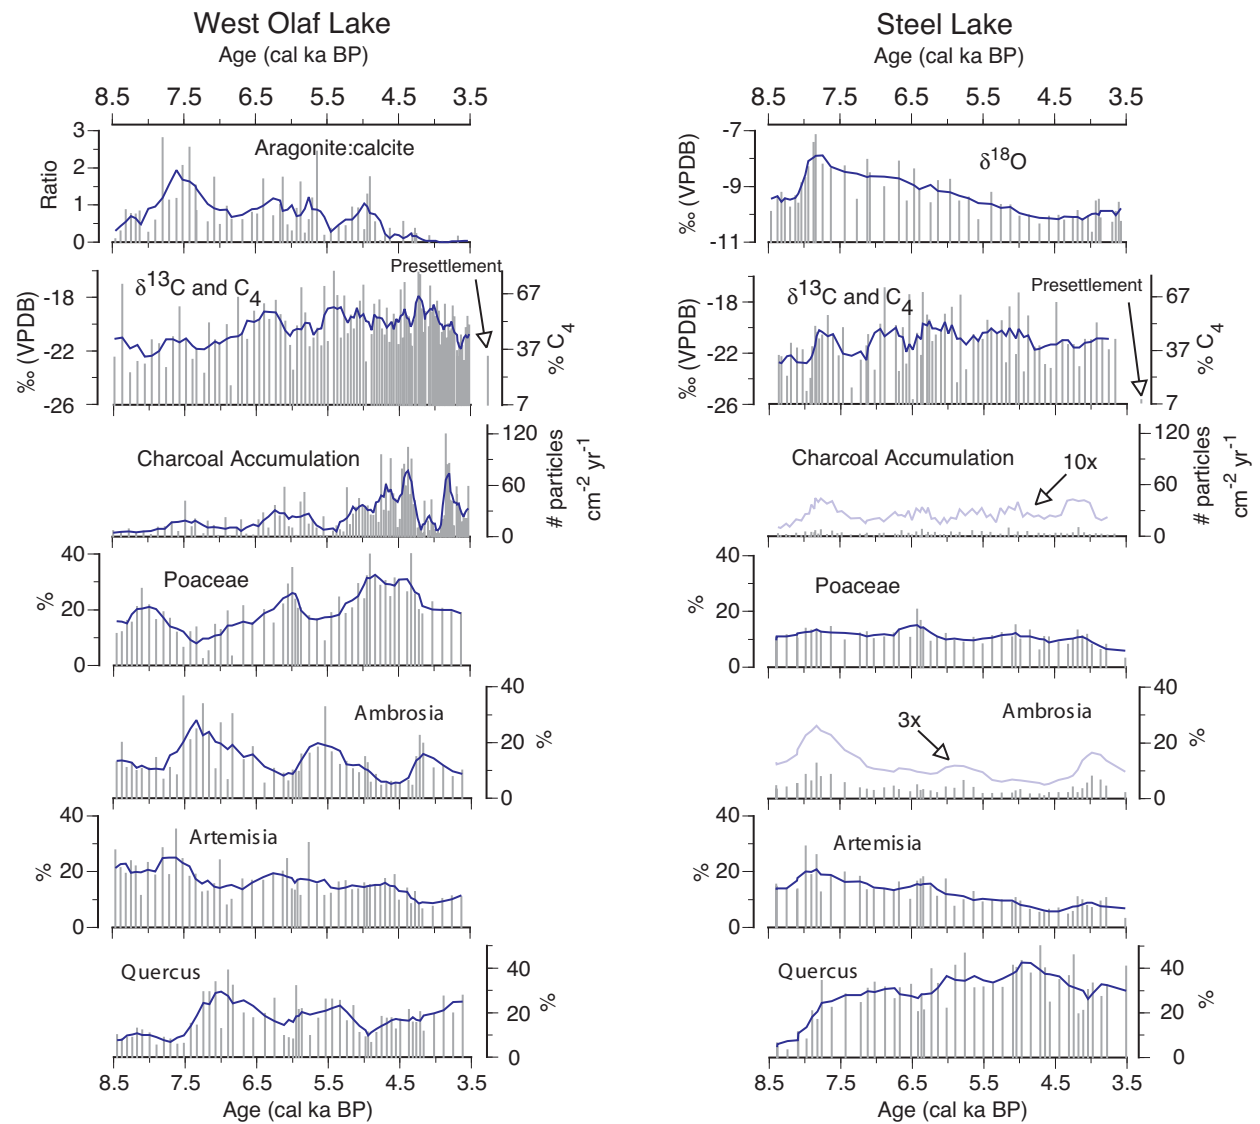 West Olaf Lake
Age (cal ka BP)
8.5 7.5 6.5 5.5 4.5 3.5
3
2
1
0
Ratio
Aragonite:calcite
-18
-22
-26
‰ (VPDB)
δ13C and C4
Presettlement
67
37
7
% C4
Charcoal Accumulation
120
60
0
# particles
cm-2 yr-1
40
20
0
%
Poaceae
Ambrosia
40
20
0
%
40
20
0
%
Artemisia
Quercus
40
20
0
%
8.5 7.5 6.5 5.5 4.5 3.5
Age (cal ka BP)
Steel Lake
Age (cal ka BP)
8.5 7.5 6.5 5.5 4.5 3.5
-7
-9
-11
‰ (VPDB)
δ18O
-18
-22
-26
‰ (VPDB)
δ13C and C4
Presettlement
67
37
7
% C4
Charcoal Accumulation
10x
120
60
0
# particles
cm-2 yr-1
40
20
0
%
Poaceae
3x
Ambrosia
40
20
0
%
40
20
0
%
Artemisia
Quercus
40
20
0
%
8.5 7.5 6.5 5.5 4.5 3.5
Age (cal ka BP)